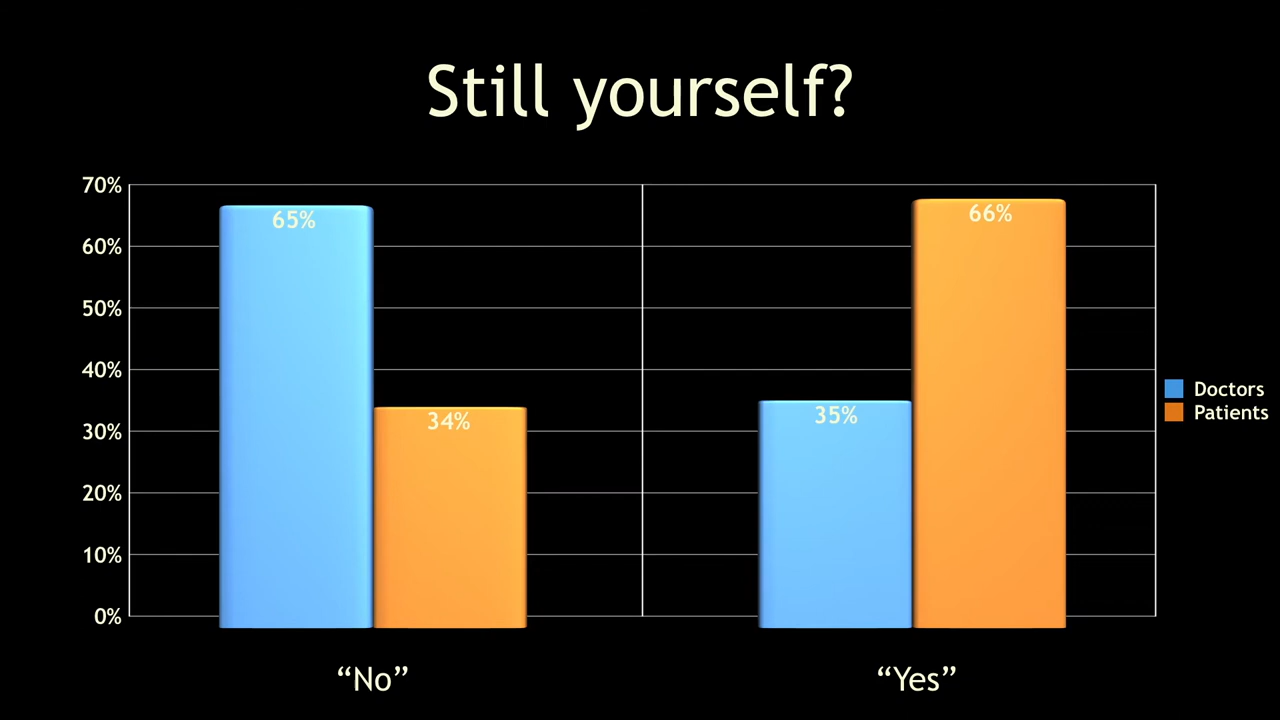 Still yourself?
70%
60%
50%
40%
30%
20%
10%
0%
65%
34%
35%
66%
Doctors
Patients
“No”
“Yes”